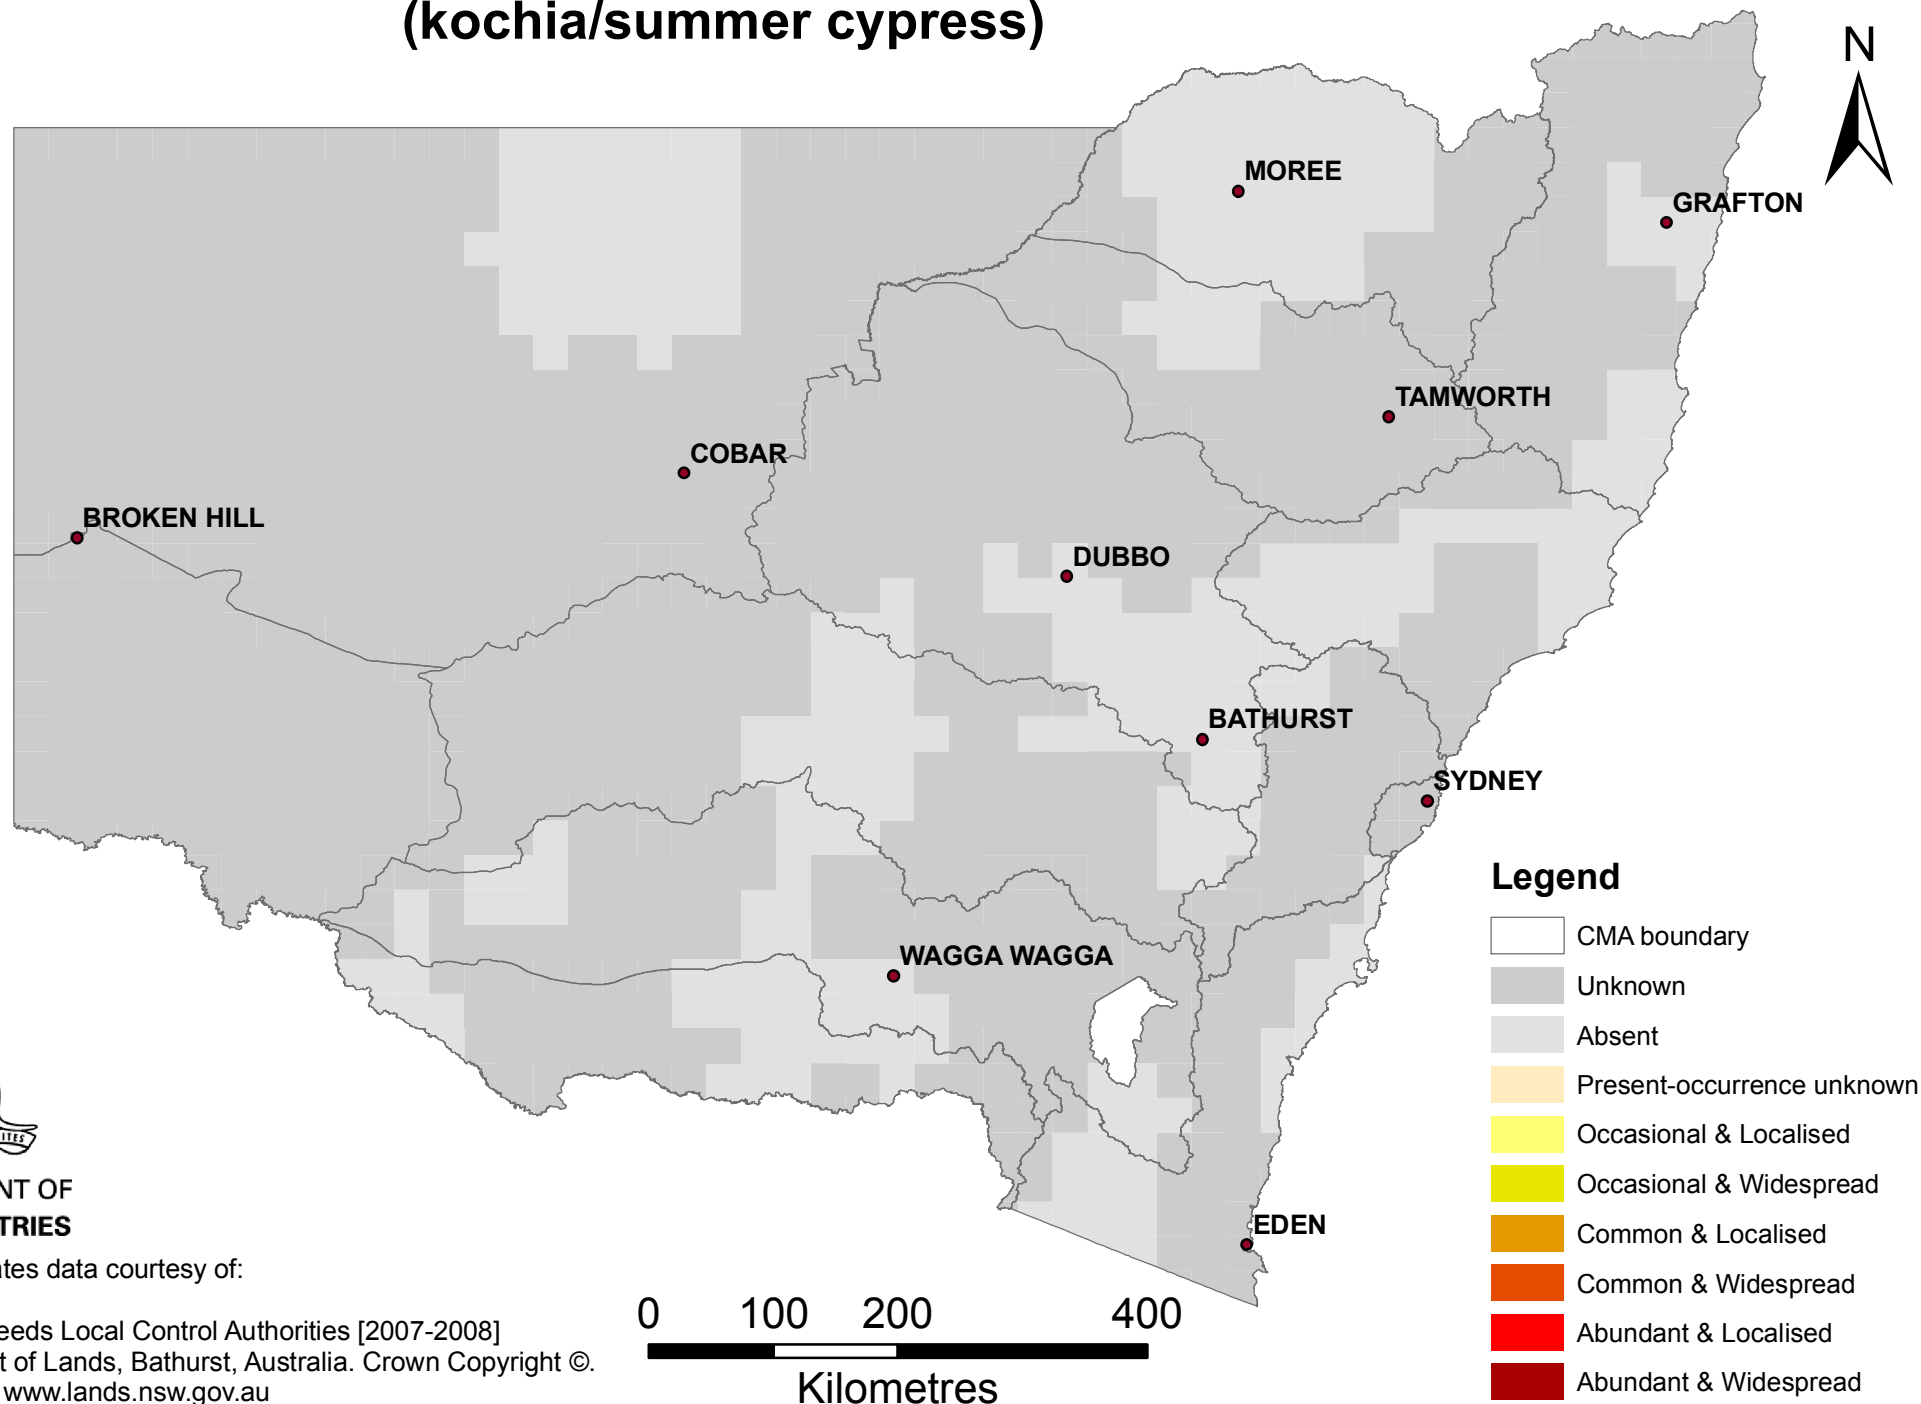 (kochia/summer cypress)
N
MOREE
GRAFTON
TAMWORTH
COBAR
BROKEN HILL
DUBBO
BATHURST
SYDNEY
WAGGA WAGGA
EDEN
Legend
CMA boundary
Unknown
Absent
Present-occurrence unknown
Occasional & Localised
Occasional & Widespread
Common & Localised
Common & Widespread
Abundant & Localised
Abundant & Widespread
ITES
NT OF
TRIES
ates data courtesy of:
eeds Local Control Authorities [2007-2008]
t of Lands, Bathurst, Australia. Crown Copyright ©.
www.lands.nsw.gov.au
0 100 200 400
Kilometres